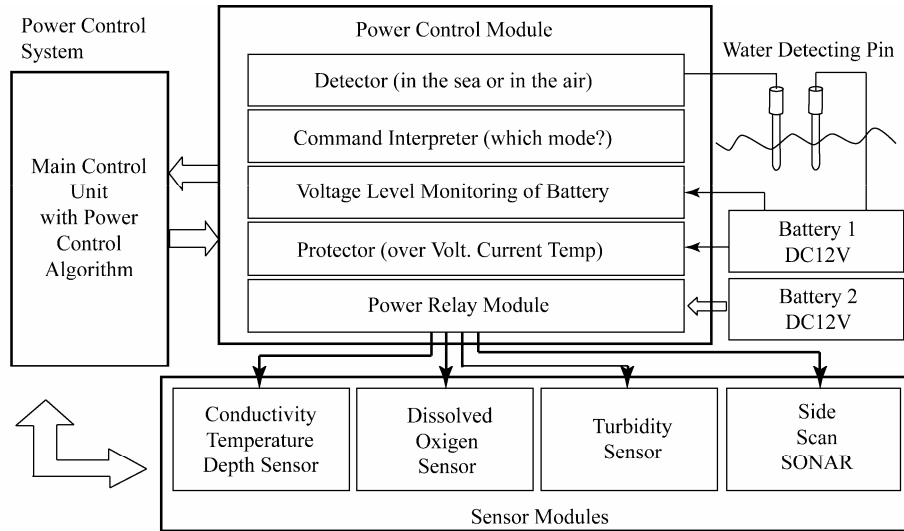 Power Control
System
Main Control
Unit
with Power
Control
Algorithm
Power Control Module
Detector (in the sea or in the air)
Command Interpreter (which mode?)
Voltage Level Monitoring of Battery
Protector (over Volt. Current Temp)
Power Relay Module
Water Detecting Pin
Battery 1
DC12V
Battery 2
DC12V
Conductivity
Temperature
Depth Sensor
Dissolved
Oxigen
Sensor
Turbidity
Sensor
Side
Scan
SONAR
Sensor Modules